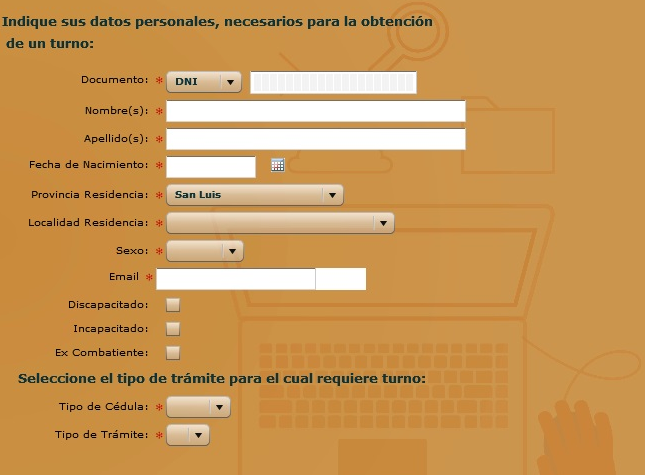 Indique sus datos personales, necesarios para la obtención
de un turno:
Documento: * DNI
Nombre(s): *
Apellido(s): *
Fecha de Nacimiento: *
Provincia Residencia: * San Luis
Localidad Residencia: *
Sexo: *
Email *
Discapacitado:
Incapacitado:
Ex Combatiente:
Seleccione el tipo de trámite para el cual requiere turno:
Tipo de Cédula: *
Tipo de Trámite: *